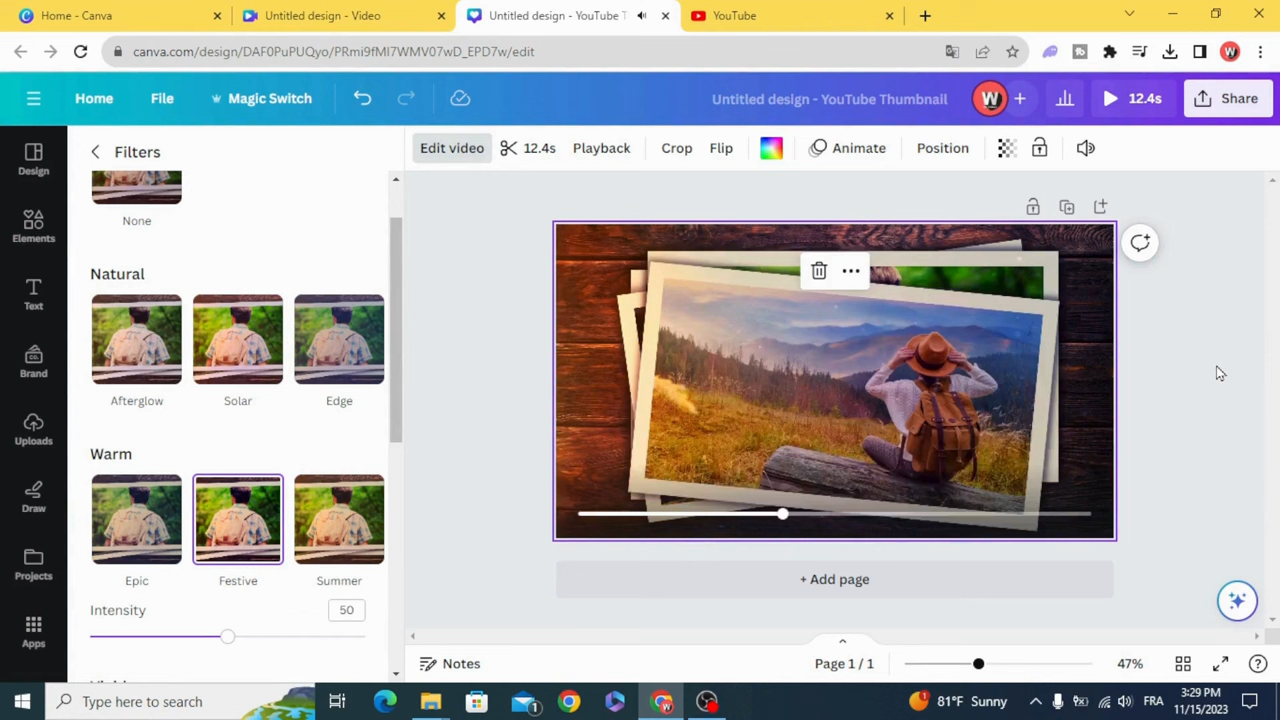 Home - Canva
Untitled design - Video
Untitled design - YouTube T
YouTube
canva.com/design/DAF0PuPUQyo/PRmi9fMI7WMV07wD_EPD7w/edit
W
Home
File
Magic Switch
Untitled design - YouTube Thumbnail
W
12.4s
Share
Design
Elements
Text
Brand
Uploads
Draw
Projects
Apps
Filters
None
Natural
Afterglow
Solar
Edge
Warm
Epic
Festive
Summer
Intensity
50
Edit video
12.4s
Playback
Crop
Flip
Animate
Position
+ Add page
Notes
Page 1 / 1
47%
Type here to search
81°F Sunny
FRA
3:29 PM
11/15/2023